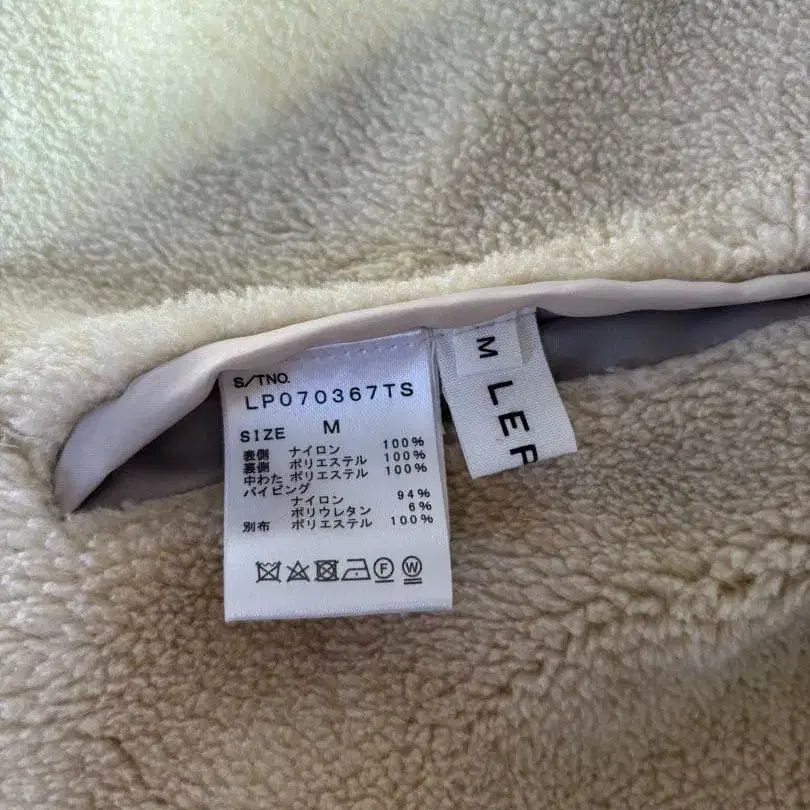 S/TNO.
LP070367TS
SIZE M
表側 ナイロン 100%
裏側 ポリエステル 100%
中わた ポリエステル 100%
パイピング
ナイロン 94%
ポリウレタン 6%
別布 ポリエステル 100%
F W
M LEP